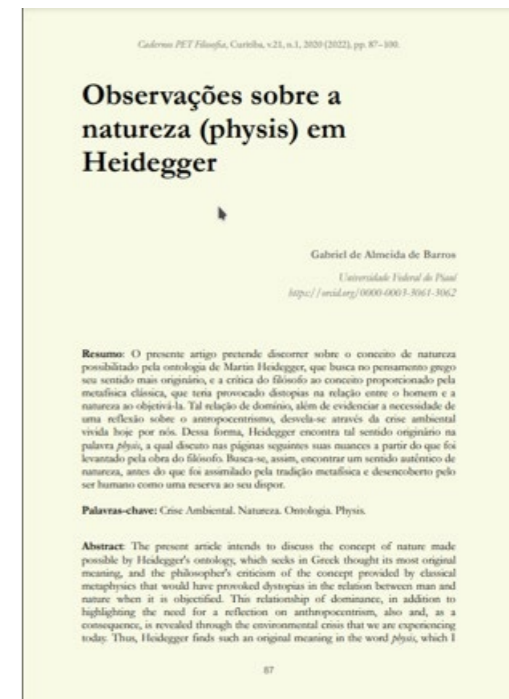 Cadernos PET Filosofia, Curitiba, v.21, n.1, 2020 (2022), pp. 87–100.
Observações sobre a
natureza (physis) em
Heidegger
Gabriel de Almeida de Barros
Universidade Federal do Piauí
https://orcid.org/0000-0003-3061-3062
Resumo: O presente artigo pretende discorrer sobre o conceito de natureza
possibilitado pela ontologia de Martin Heidegger, que busca no pensamento grego
seu sentido mais originário, e a crítica do filósofo ao conceito proporcionado pela
metafísica clássica, que teria provocado distopias na relação entre o homem e a
natureza ao objetivá-la. Tal relação de domínio, além de evidenciar a necessidade de
uma reflexão sobre o antropocentrismo, desvela-se através da crise ambiental
vivida hoje por nós. Dessa forma, Heidegger encontra tal sentido originário na
palavra physis, a qual discuto nas páginas seguintes suas nuances a partir do que foi
levantado pela obra do filósofo. Busca-se, assim, encontrar um sentido autêntico de
natureza, antes do que foi assimilado pela tradição metafísica e desencoberto pelo
ser humano como uma reserva ao seu dispor.
Palavras-chave: Crise Ambiental. Natureza. Ontologia. Physis.
Abstract: The present article intends to discuss the concept of nature made
possible by Heidegger's ontology, which seeks in Greek thought its most original
meaning, and the philosopher's criticism of the concept provided by classical
metaphysics that would have provoked dystopias in the relation between man and
nature when it is objectified. This relationship of dominance, in addition to
highlighting the need for a reflection on anthropocentrism, also and, as a
consequence, is revealed through the environmental crisis that we are experiencing
today. Thus, Heidegger finds such an original meaning in the word physis, which I
87